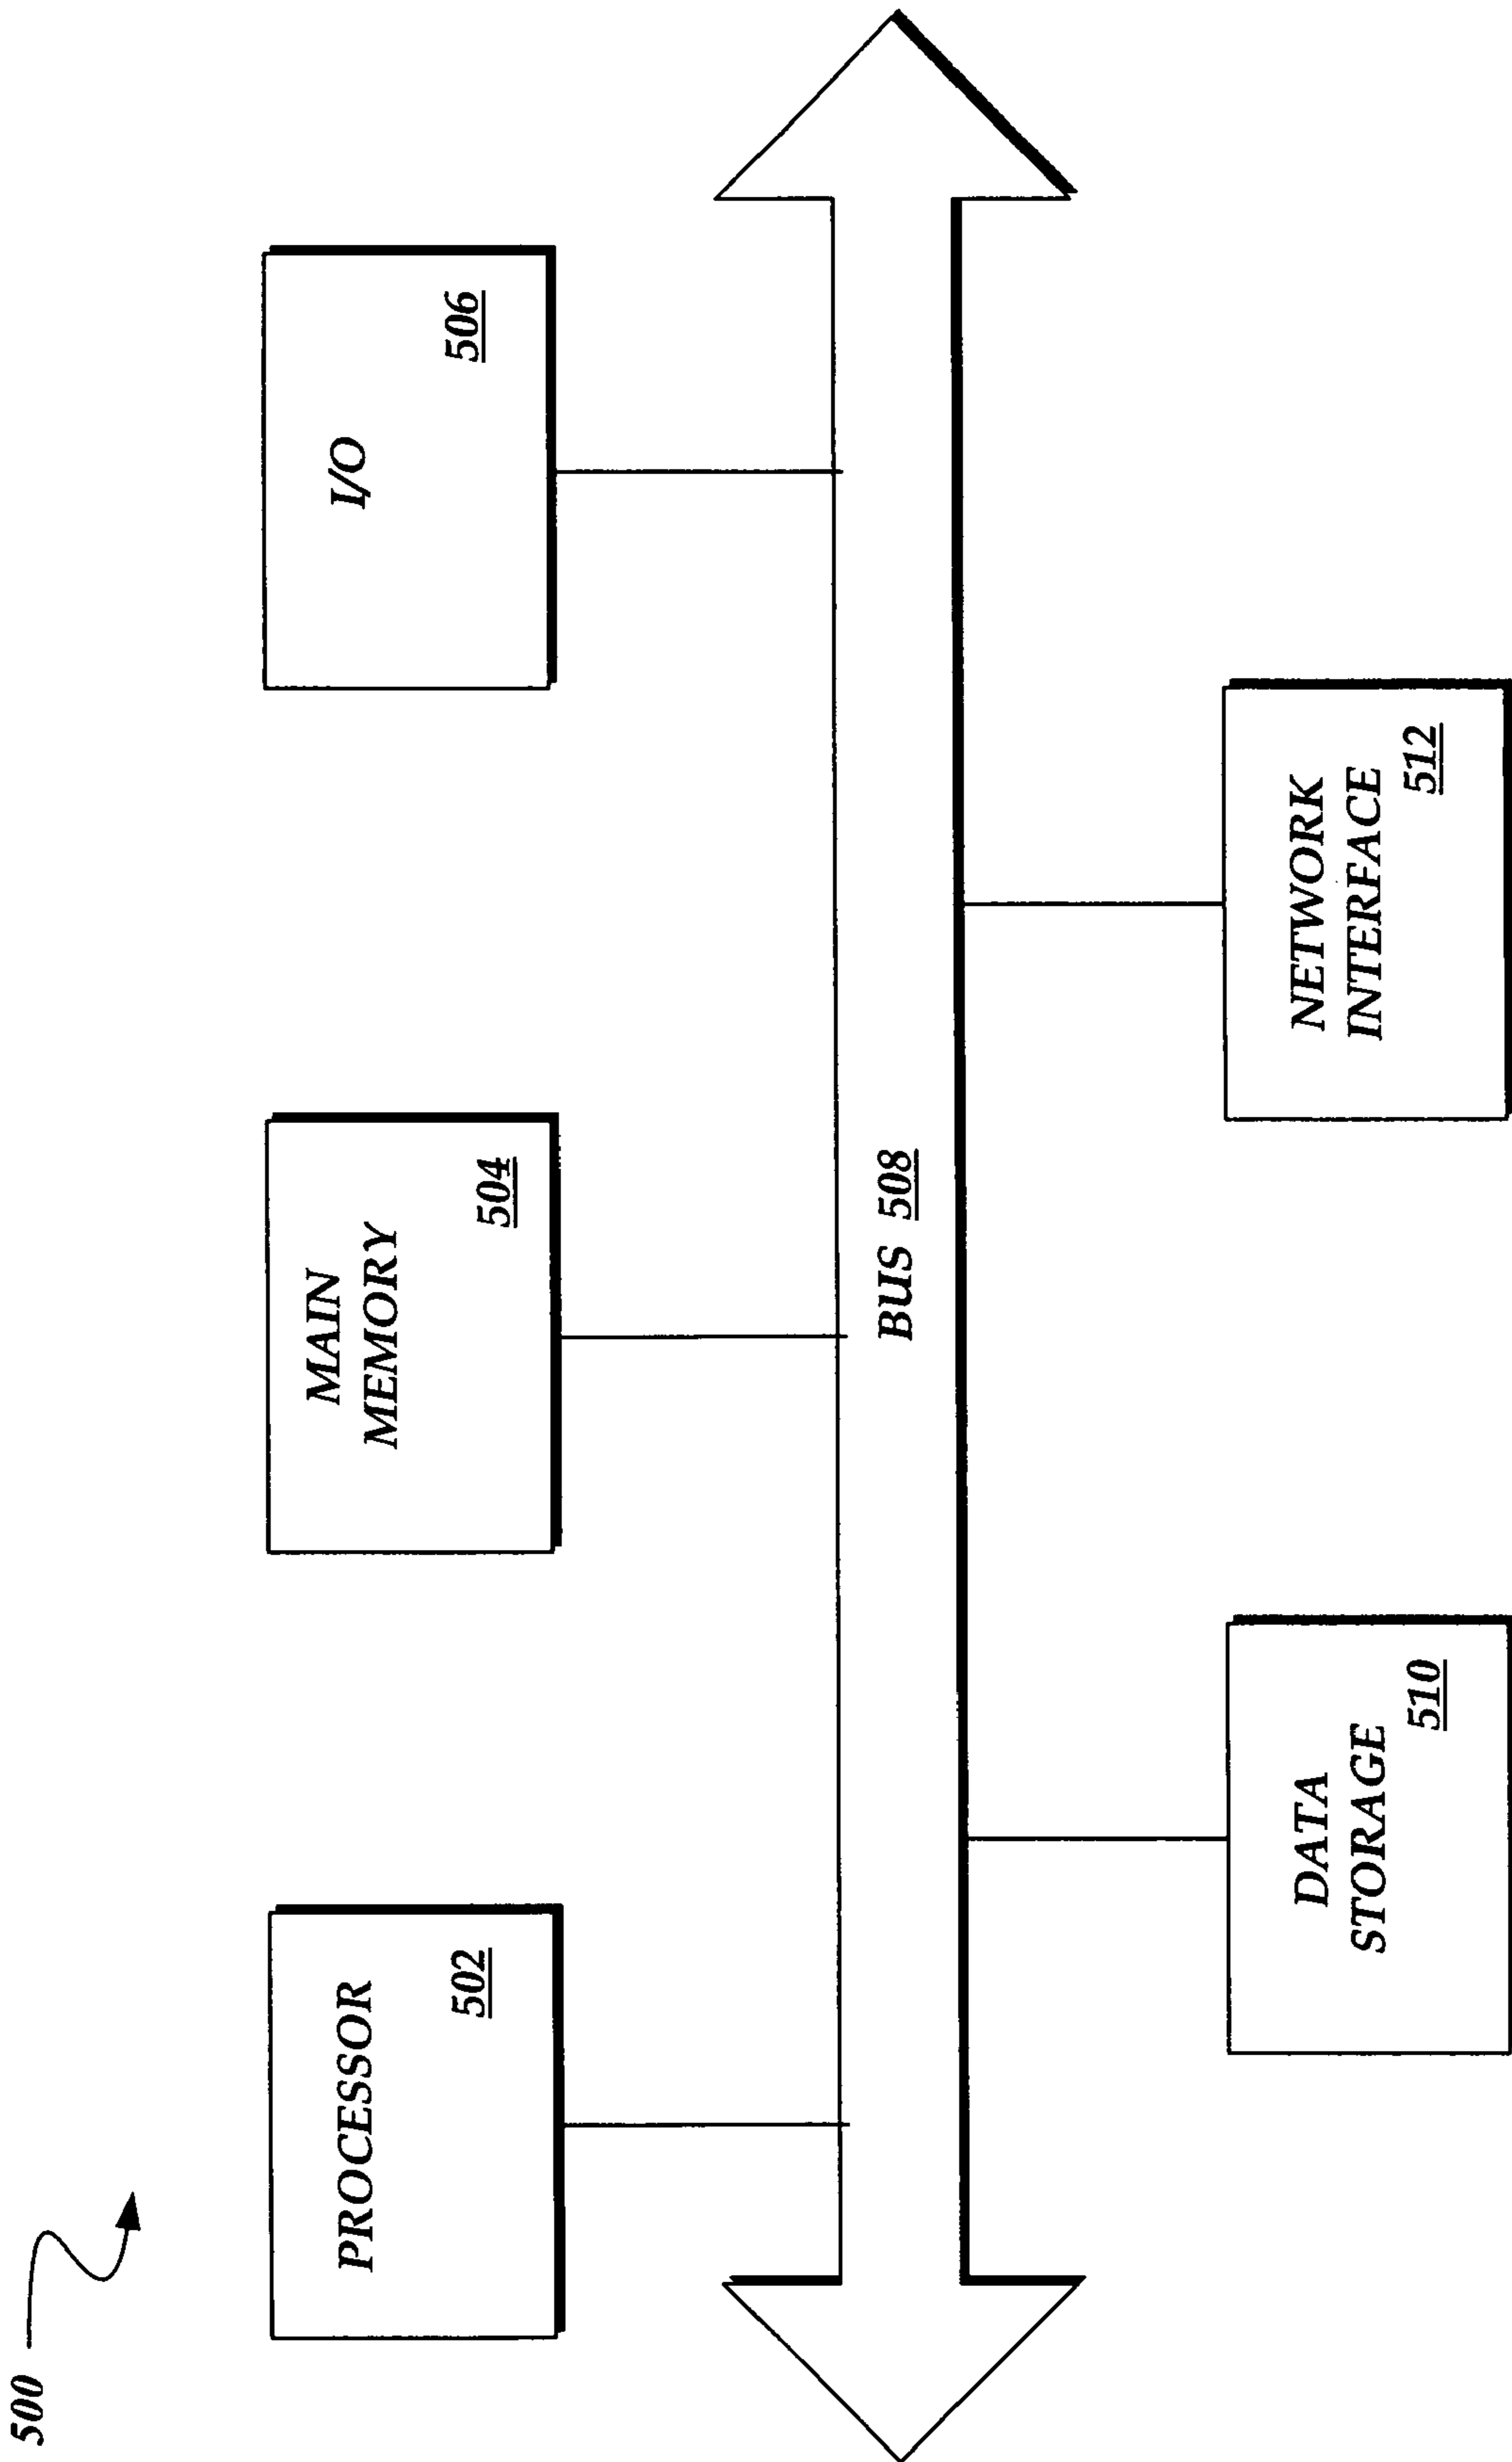 500
PROCESSOR
502
MAIN
MEMORY
504
I/O
506
BUS 508
DATA
STORAGE
510
NETWORK
INTERFACE
512